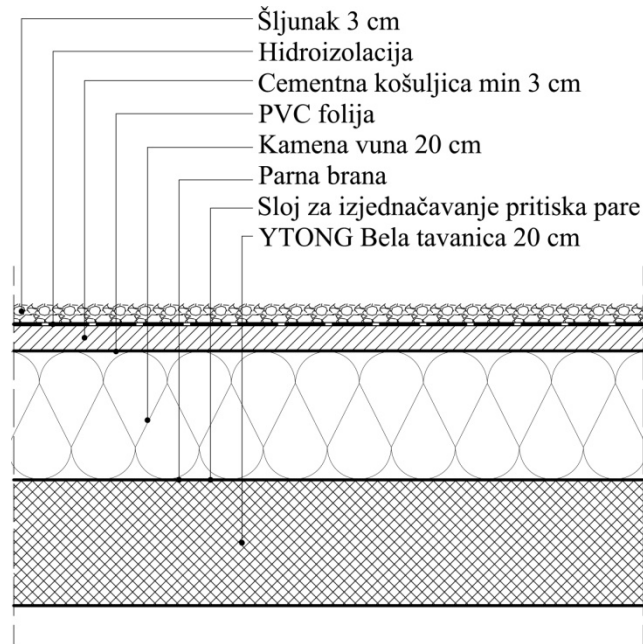 Šljunak 3 cm
Hidroizolacija
Cementna košuljica min 3 cm
PVC folija
Kamena vuna 20 cm
Parna brana
Sloj za izjednačavanje pritiska pare
YTONG Bela tavanica 20 cm